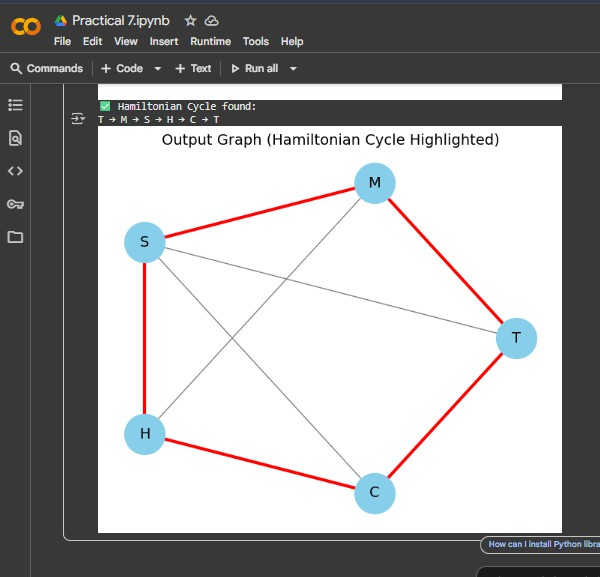 Practical 7.ipynb
File Edit View Insert Runtime Tools Help
Commands + Code + Text Run all
Hamiltonian Cycle found:
T → M → S → H → C → T
Output Graph (Hamiltonian Cycle Highlighted)
M
S
T
H
C
How can I install Python libra